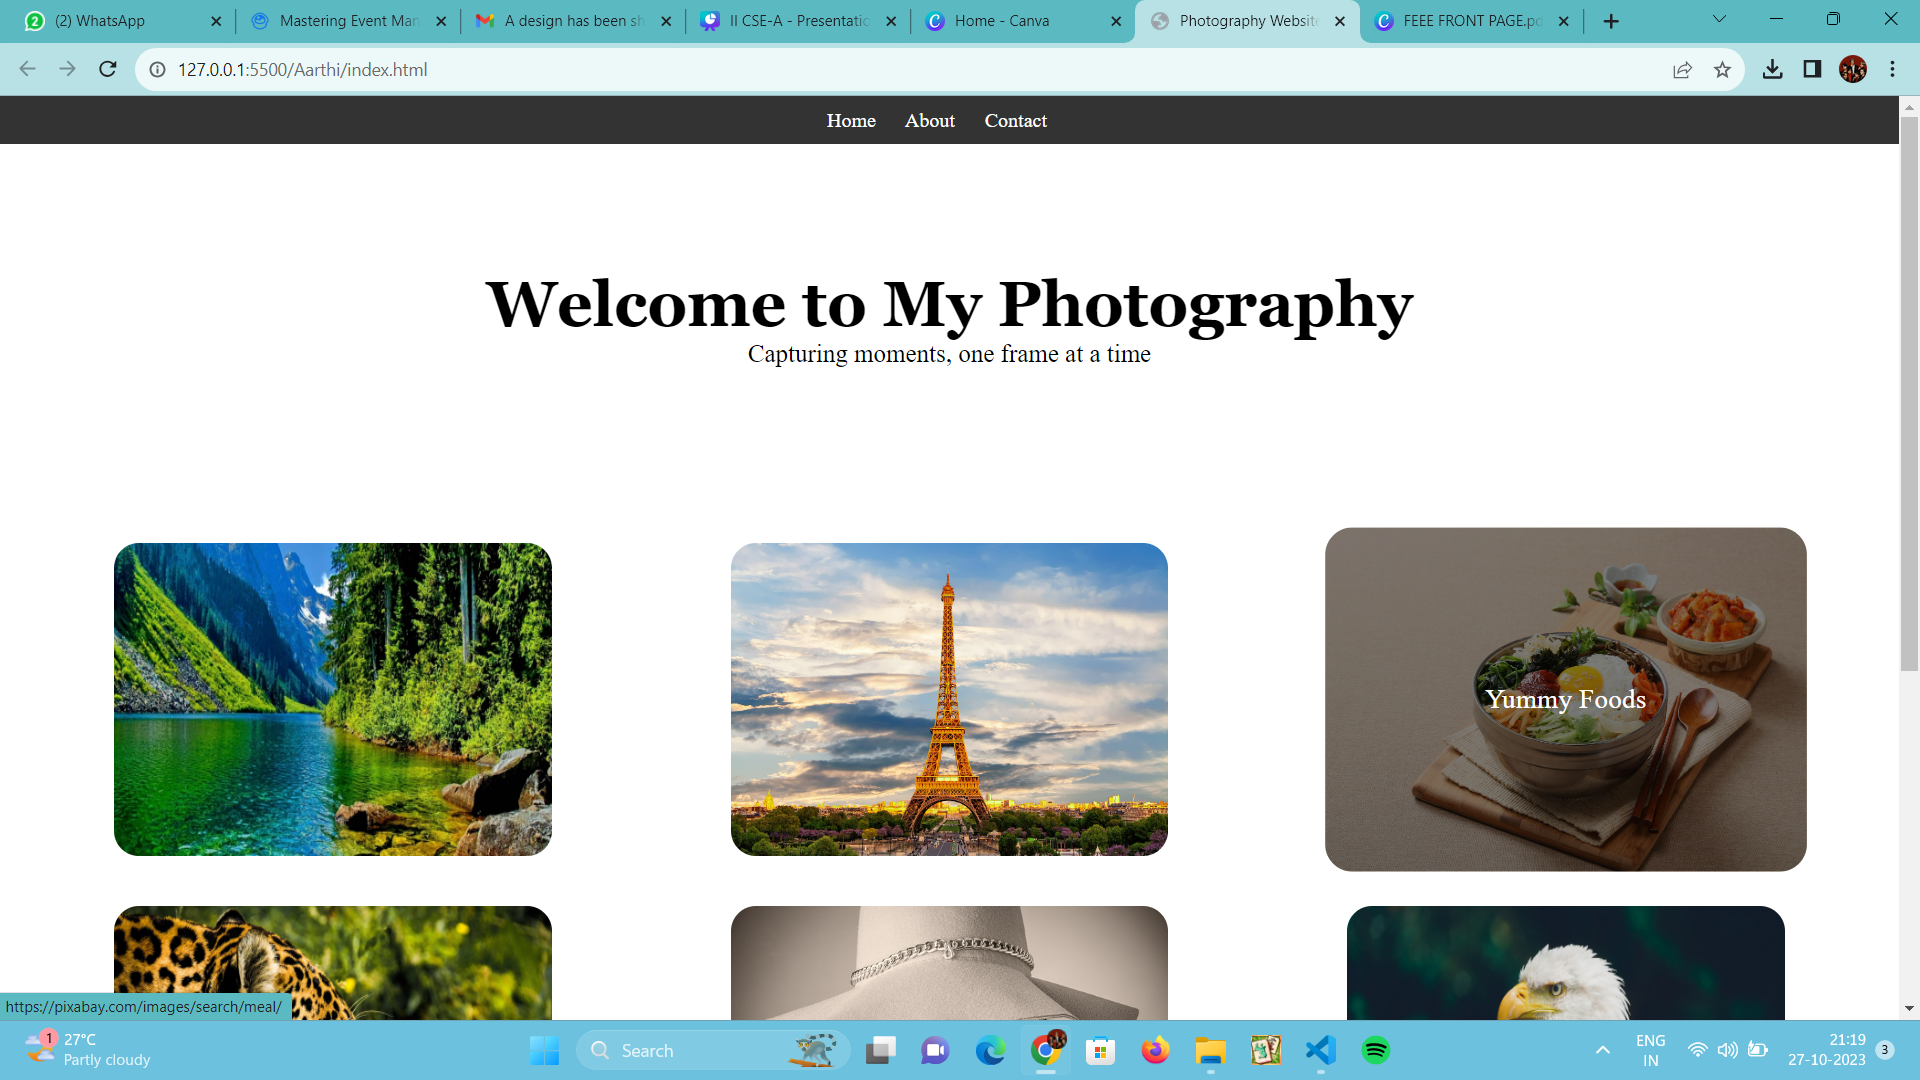 (2) WhatsApp
Mastering Event Man
A design has been sh
II CSE-A - Presentatio
Home - Canva
Photography Website
FEEE FRONT PAGE.pd
127.0.0.1:5500/Aarthi/index.html
Home About Contact
Welcome to My Photography
Capturing moments, one frame at a time
Yummy Foods
https://pixabay.com/images/search/meal/
1
27°C
Partly cloudy
Search
ENG
IN
21:19
27-10-2023
3